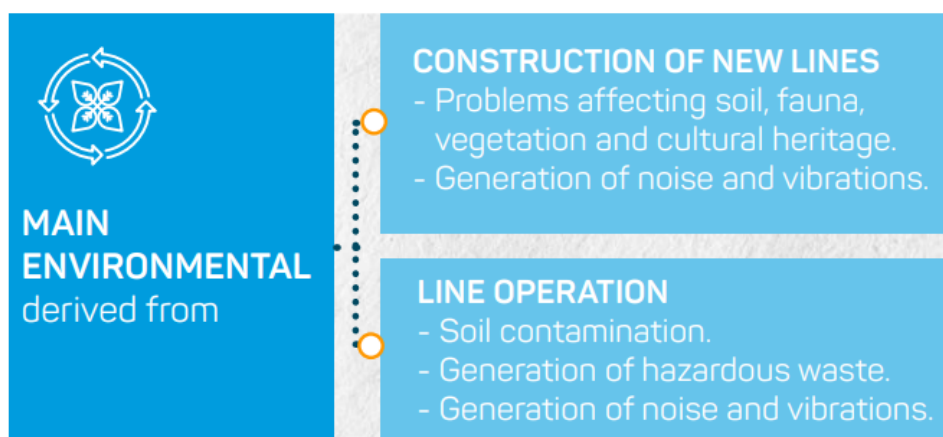 MAIN
ENVIRONMENTAL
derived from
CONSTRUCTION OF NEW LINES
- Problems affecting soil, fauna,
vegetation and cultural heritage.
- Generation of noise and vibrations.
LINE OPERATION
- Soil contamination.
- Generation of hazardous waste.
- Generation of noise and vibrations.